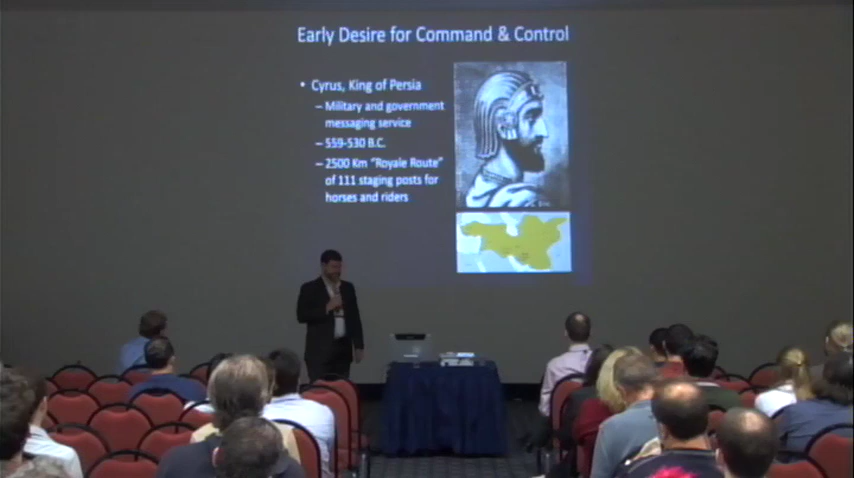 Early Desire for Command & Control
• Cyrus, King of Persia
– Military and government
messaging service
– 559-530 B.C.
– 2500 Km “Royale Route”
of 111 staging posts for
horses and riders